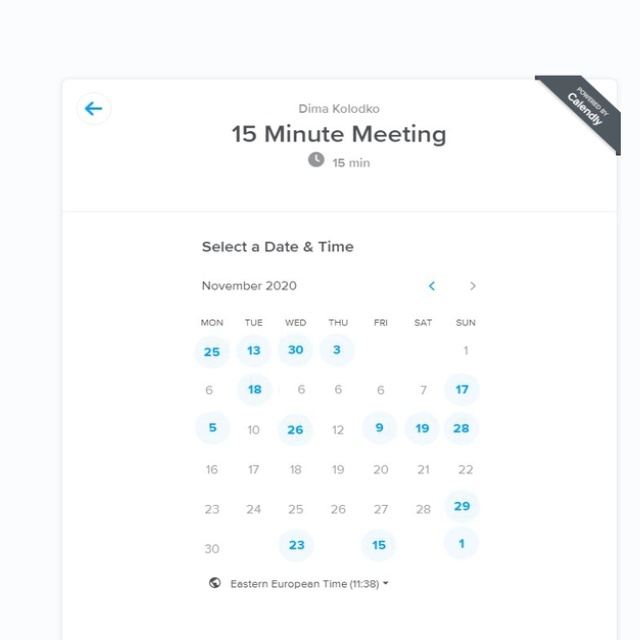 POWERED BY
Calendly
Dima Kolodko
15 Minute Meeting
15 min
Select a Date & Time
November 2020
MON TUE WED THU FRI SAT SUN
25 13 30 3 1
6 18 6 6 6 7 17
5 10 26 12 9 19 28
16 17 18 19 20 21 22
23 24 25 26 27 28 29
30 23 15 1
Eastern European Time (11:38)